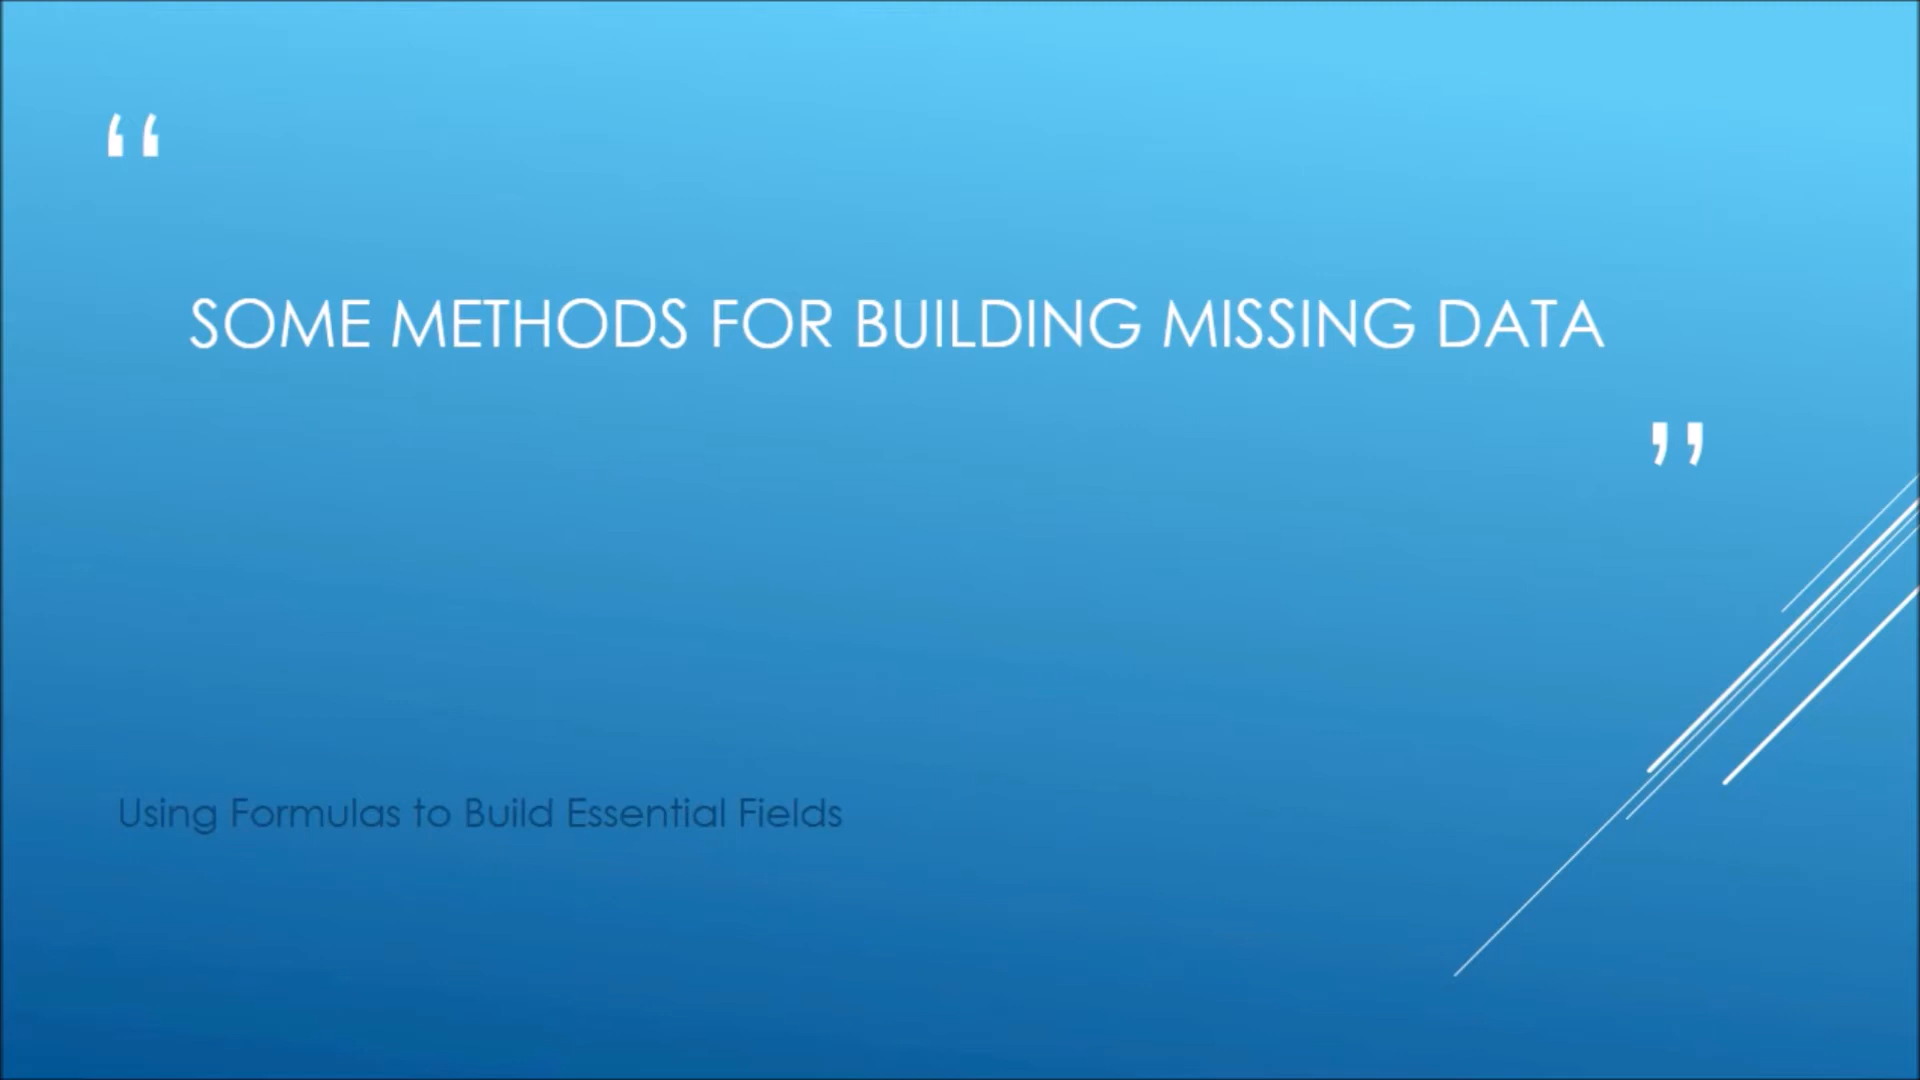 “
SOME METHODS FOR BUILDING MISSING DATA
”
Using Formulas to Build Essential Fields